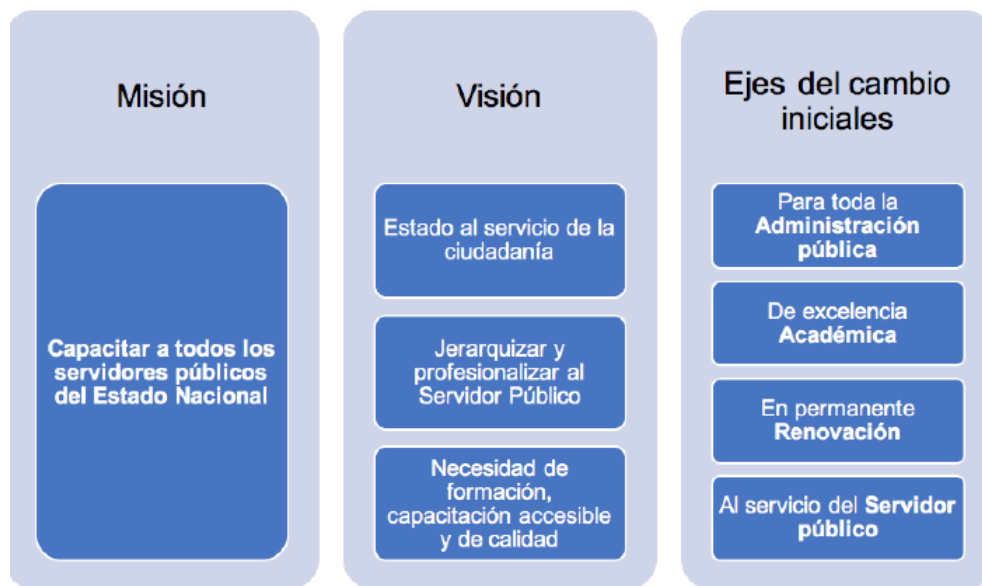 Misión
Capacitar a todos los
servidores públicos
del Estado Nacional
Visión
Estado al servicio de la
ciudadanía
Jerarquizar y
profesionalizar al
Servidor Público
Necesidad de
formación,
capacitación accesible
y de calidad
Ejes del cambio
iniciales
Para toda la
Administración
pública
De excelencia
Académica
En permanente
Renovación
Al servicio del Servidor
público